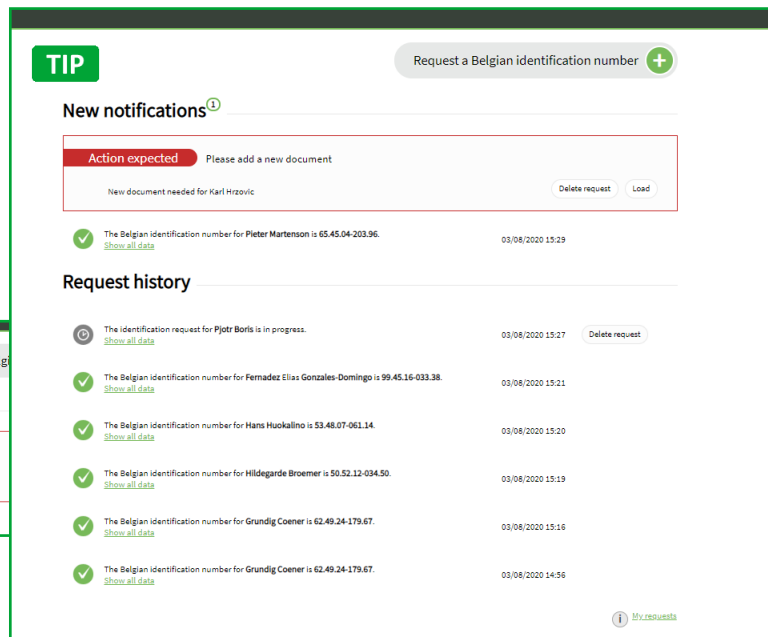 TIP
Request a Belgian identification number
New notifications 1
Action expected Please add a new document
New document needed for Karl Hrzovic Delete request Load
The Belgian identification number for Pieter Martenson is 65.45.04-203.96. 03/08/2020 15:29
Show all data
Request history
The identification request for Pjotr Boris is in progress. 03/08/2020 15:27 Delete request
Show all data
The Belgian identification number for Fernadez Elias Gonzales-Domingo is 99.45.16-033.38. 03/08/2020 15:21
Show all data
The Belgian identification number for Hans Huokalino is 53.48.07-061.14. 03/08/2020 15:20
Show all data
The Belgian identification number for Hildegarde Broemer is 50.52.12-034.50. 03/08/2020 15:19
Show all data
The Belgian identification number for Grundig Coener is 62.49.24-179.67. 03/08/2020 15:16
Show all data
The Belgian identification number for Grundig Coener is 62.49.24-179.67. 03/08/2020 14:56
Show all data
i My requests